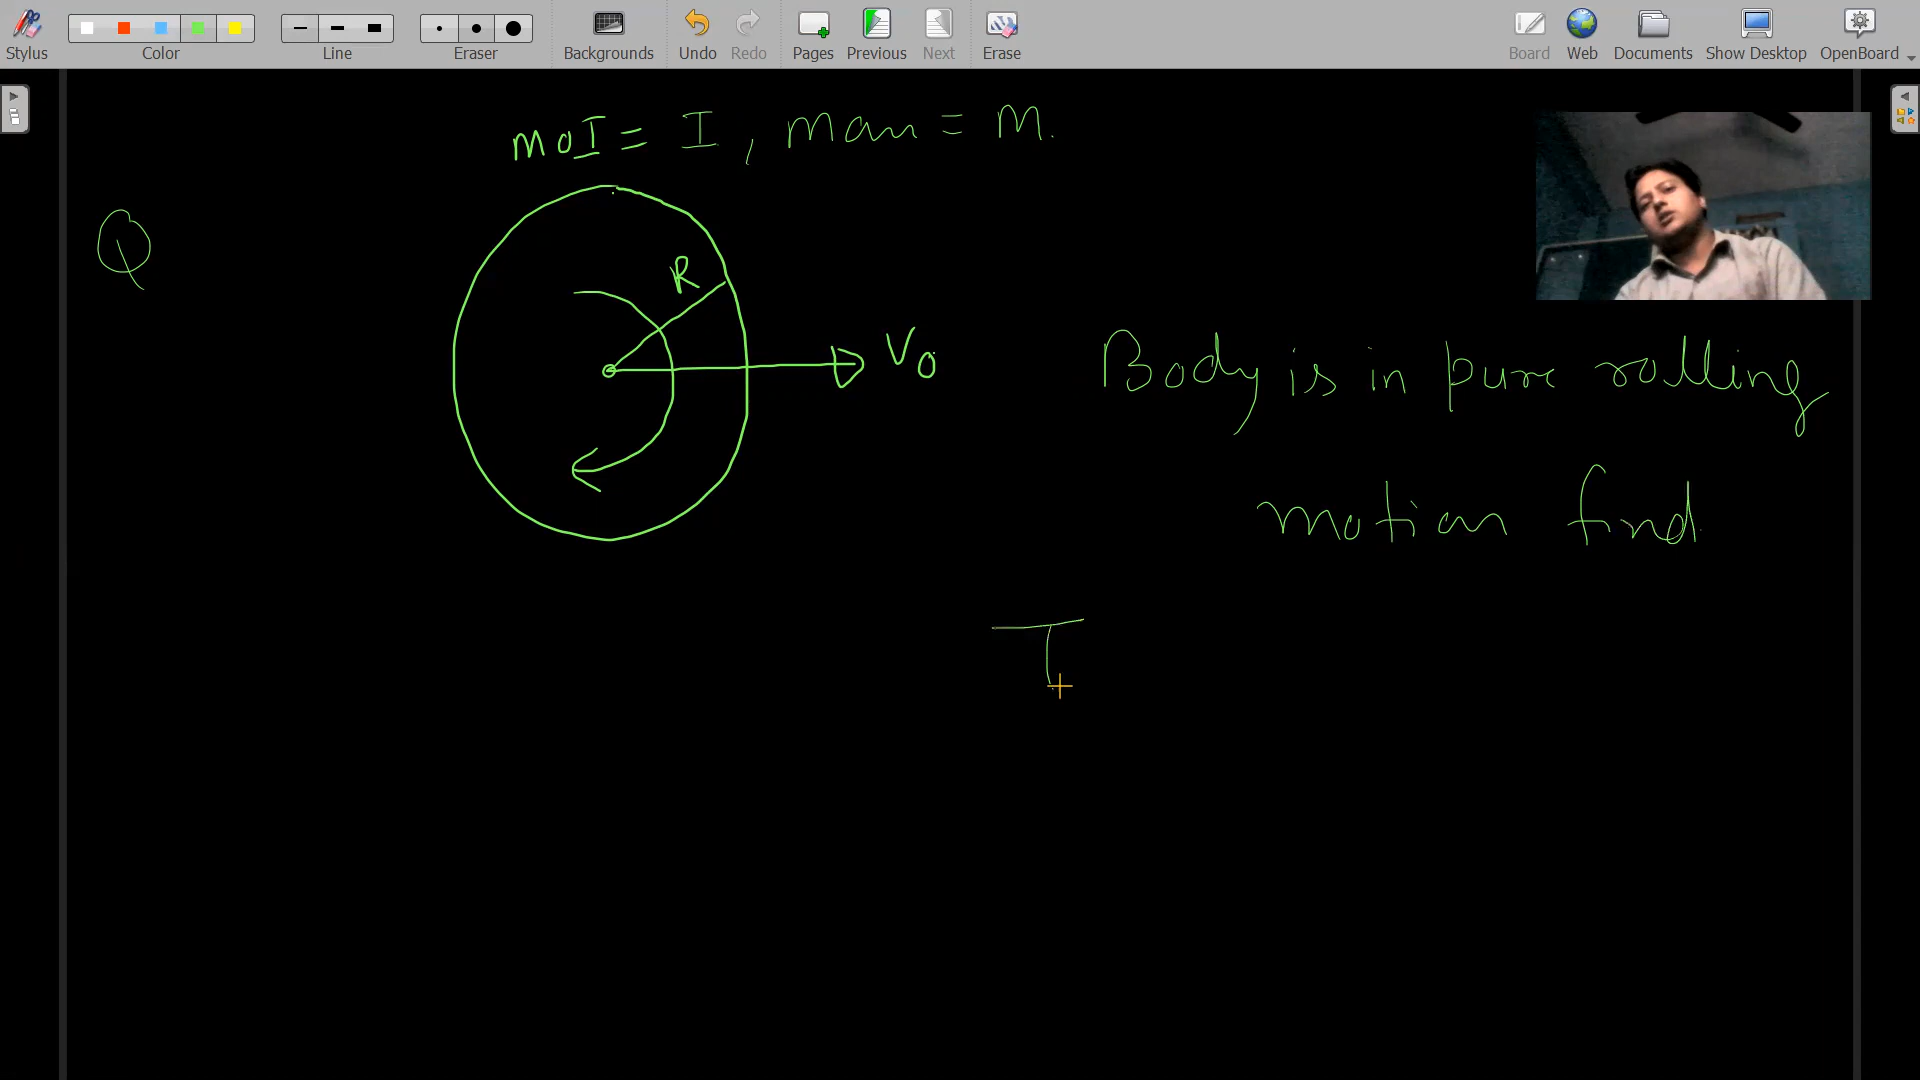 Stylus Color Line Eraser Backgrounds Undo Redo Pages Previous Next Erase Board Web Documents Show Desktop OpenBoard
MOI = I, Mass = M.
Q
R
V0
Body is in pure rolling
motion find
T